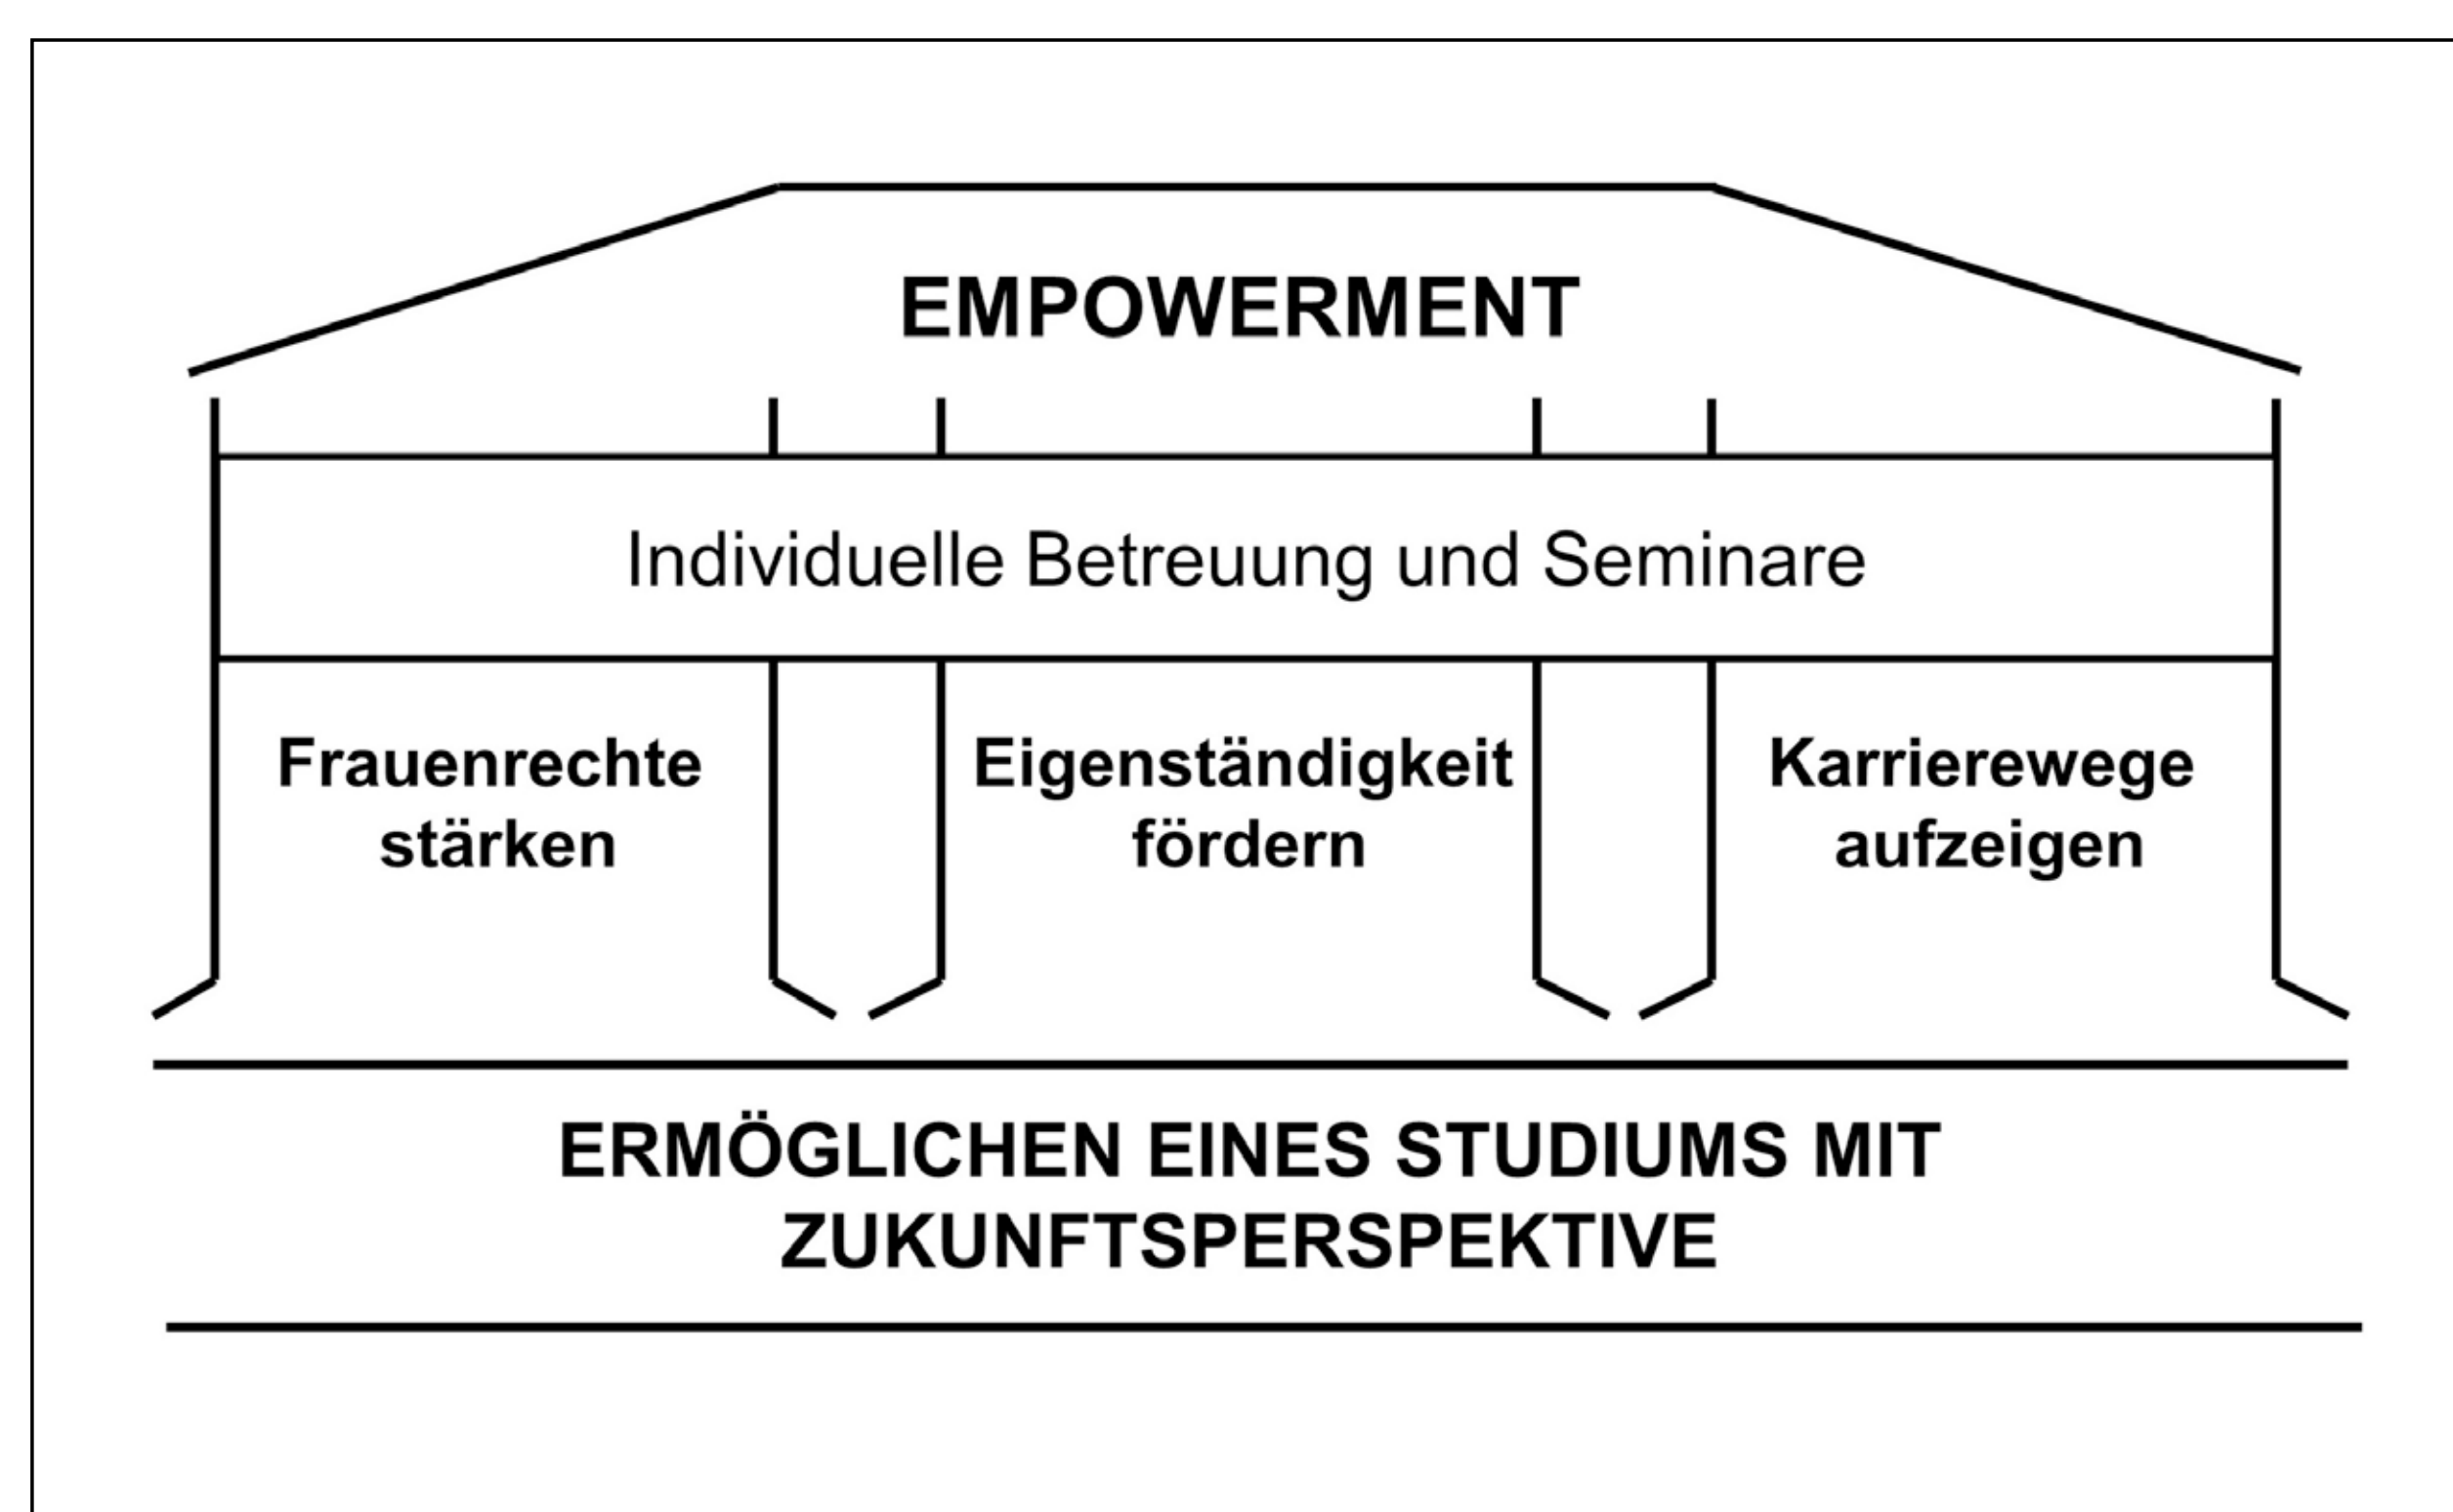 EMPOWERMENT
Individuelle Betreuung und Seminare
Frauenrechte
stärken
Eigenständigkeit
fördern
Karrierewege
aufzeigen
ERMÖGLICHEN EINES STUDIUMS MIT
ZUKUNFTSPERSPEKTIVE